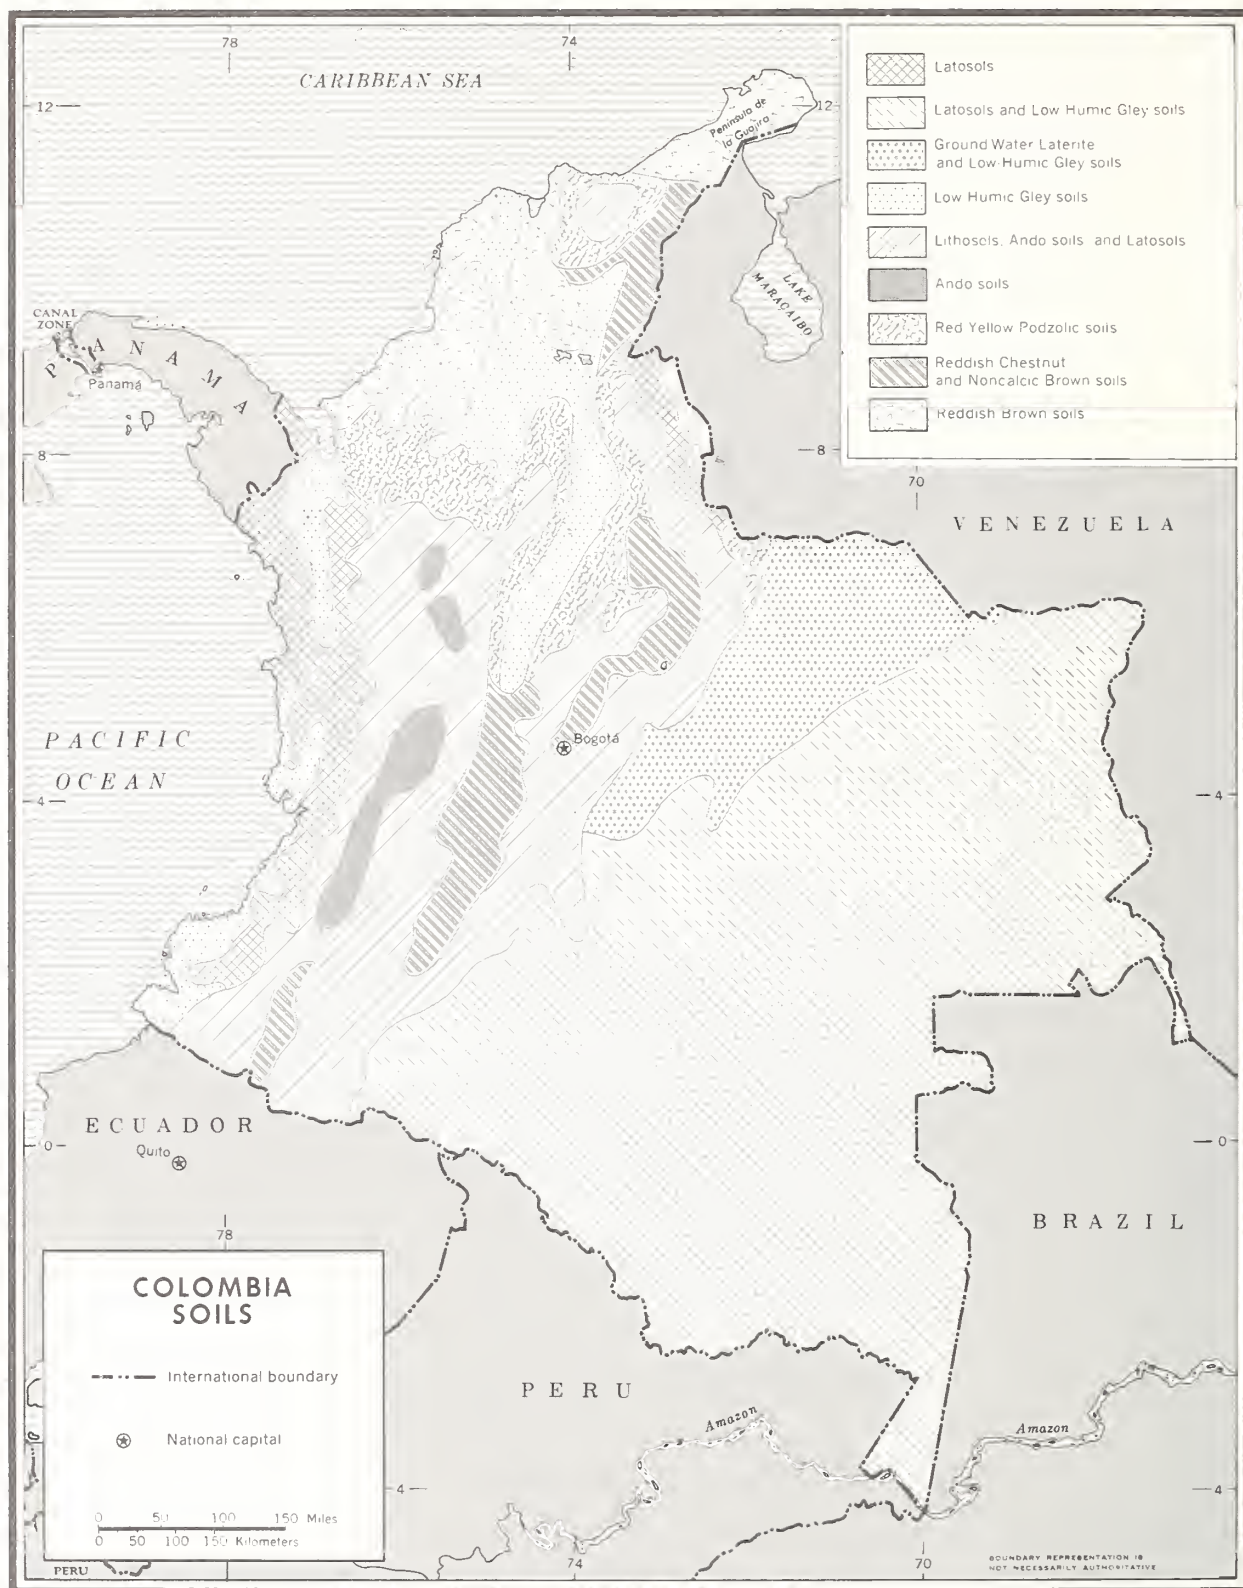 78
74
CARIBBEAN SEA
12
12
Peninsula de
la Guajira
Latosols
Latosols and Low Humic Gley soils
Ground Water Laterite
and Low-Humic Gley soils
Low Humic Gley soils
Lithosols, Ando soils and Latosols
Ando soils
Red Yellow Podzolic soils
Reddish Chestnut
and Noncalcic Brown soils
Reddish Brown soils
LAKE
MARAÇAIBO
CANAL
ZONE
PANAMA
Panamá
8
8
70
VENEZUELA
PACIFIC
OCEAN
Bogotá
4
4
ECUADOR
Quito
0
0
78
BRAZIL
COLOMBIA
SOILS
International boundary
National capital
0 50 100 150 Miles
0 50 100 150 Kilometers
PERU
Amazon
Amazon
4
4
74
70
PERU
BOUNDARY REPRESENTATION IS
NOT NECESSARILY AUTHORITATIVE